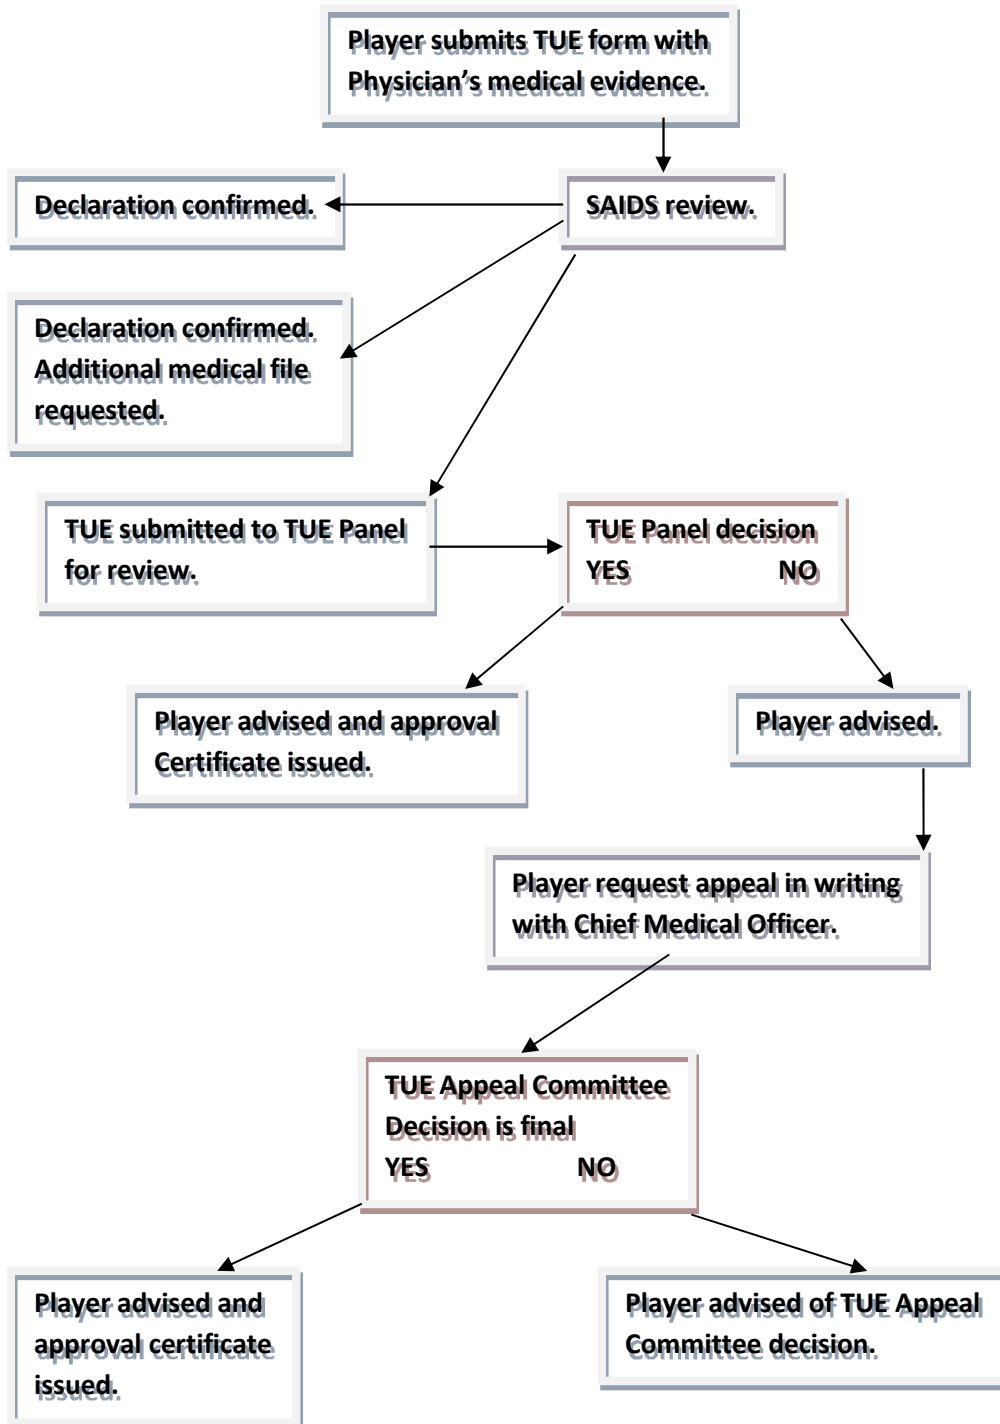 Player submits TUE form with
Physician’s medical evidence.
Declaration confirmed.
SAIDS review.
Declaration confirmed.
Additional medical file
requested.
TUE submitted to TUE Panel
for review.
TUE Panel decision
YES NO
Player advised and approval
Certificate issued.
Player advised.
Player request appeal in writing
with Chief Medical Officer.
TUE Appeal Committee
Decision is final
YES NO
Player advised and
approval certificate
issued.
Player advised of TUE Appeal
Committee decision.